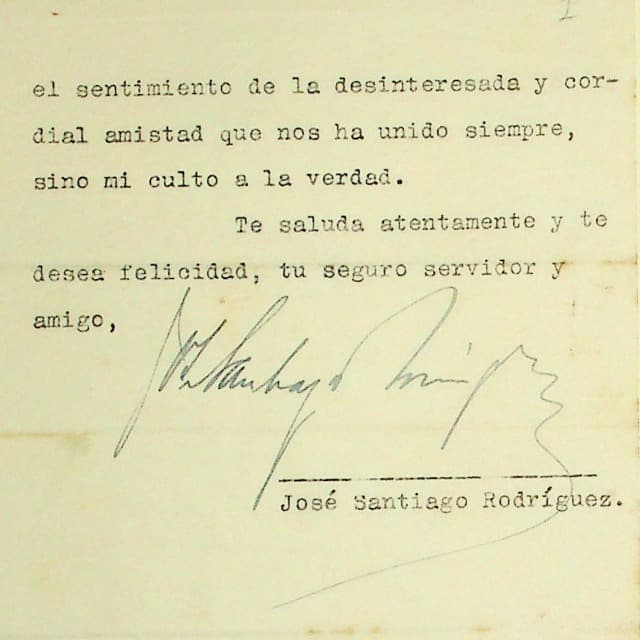 el sentimiento de la desinteresada y cor-
dial amistad que nos ha unido siempre,
sino mi culto a la verdad.
Te saluda atentamente y te
desea felicidad, tu seguro servidor y
amigo,
José Santiago Rodríguez.